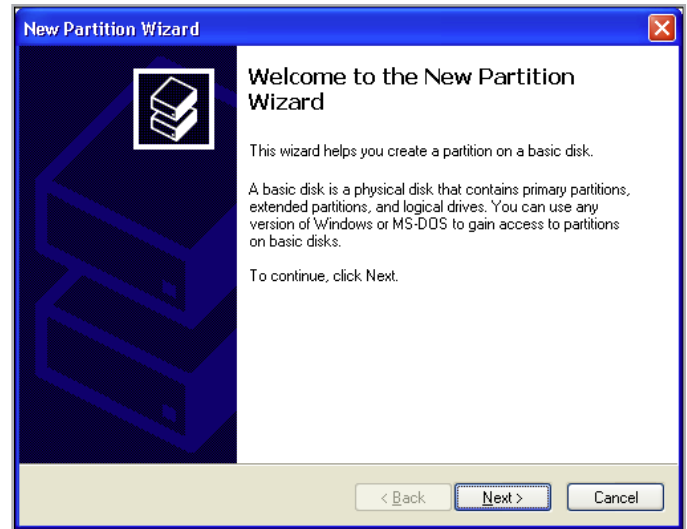 New Partition Wizard
Welcome to the New Partition
Wizard
This wizard helps you create a partition on a basic disk.
A basic disk is a physical disk that contains primary partitions,
extended partitions, and logical drives. You can use any
version of Windows or MS-DOS to gain access to partitions
on basic disks.
To continue, click Next.
< Back Next > Cancel